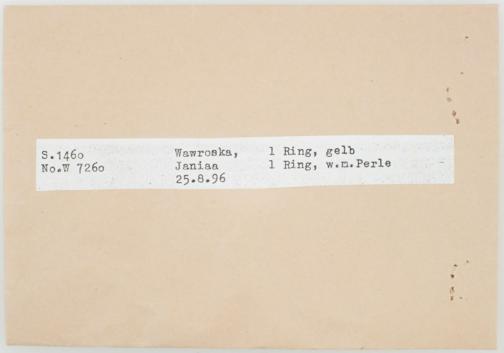 S.1460 Wawroska, 1 Ring, gelb
No.W 7260 Janiaa 1 Ring, w.m.Perle
25.8.96